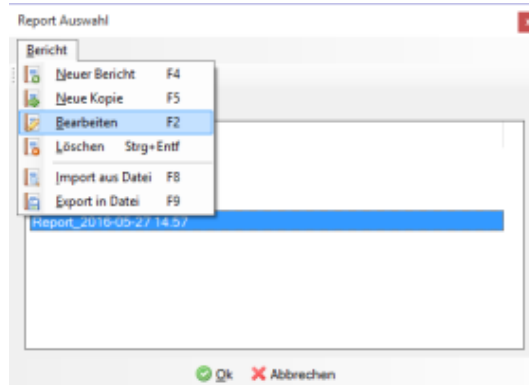 Report Auswahl
Bericht
Neuer Bericht F4
Neue Kopie F5
Bearbeiten F2
Löschen Strg+Entf
Import aus Datei F8
Export in Datei F9
Report_2016-05-27 14:57
Ok Abbrechen